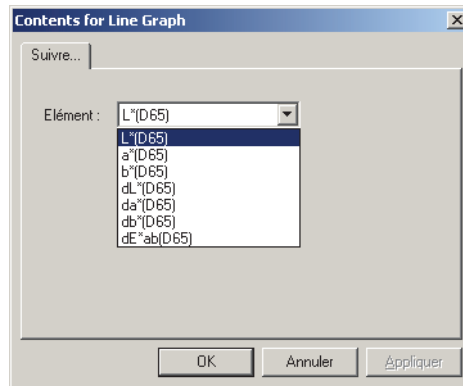 Contents for Line Graph
Suivre...
Elément : L*(D65)
L*(D65)
a*(D65)
b*(D65)
dL*(D65)
da*(D65)
db*(D65)
dE*ab(D65)
OK Annuler Appliquer